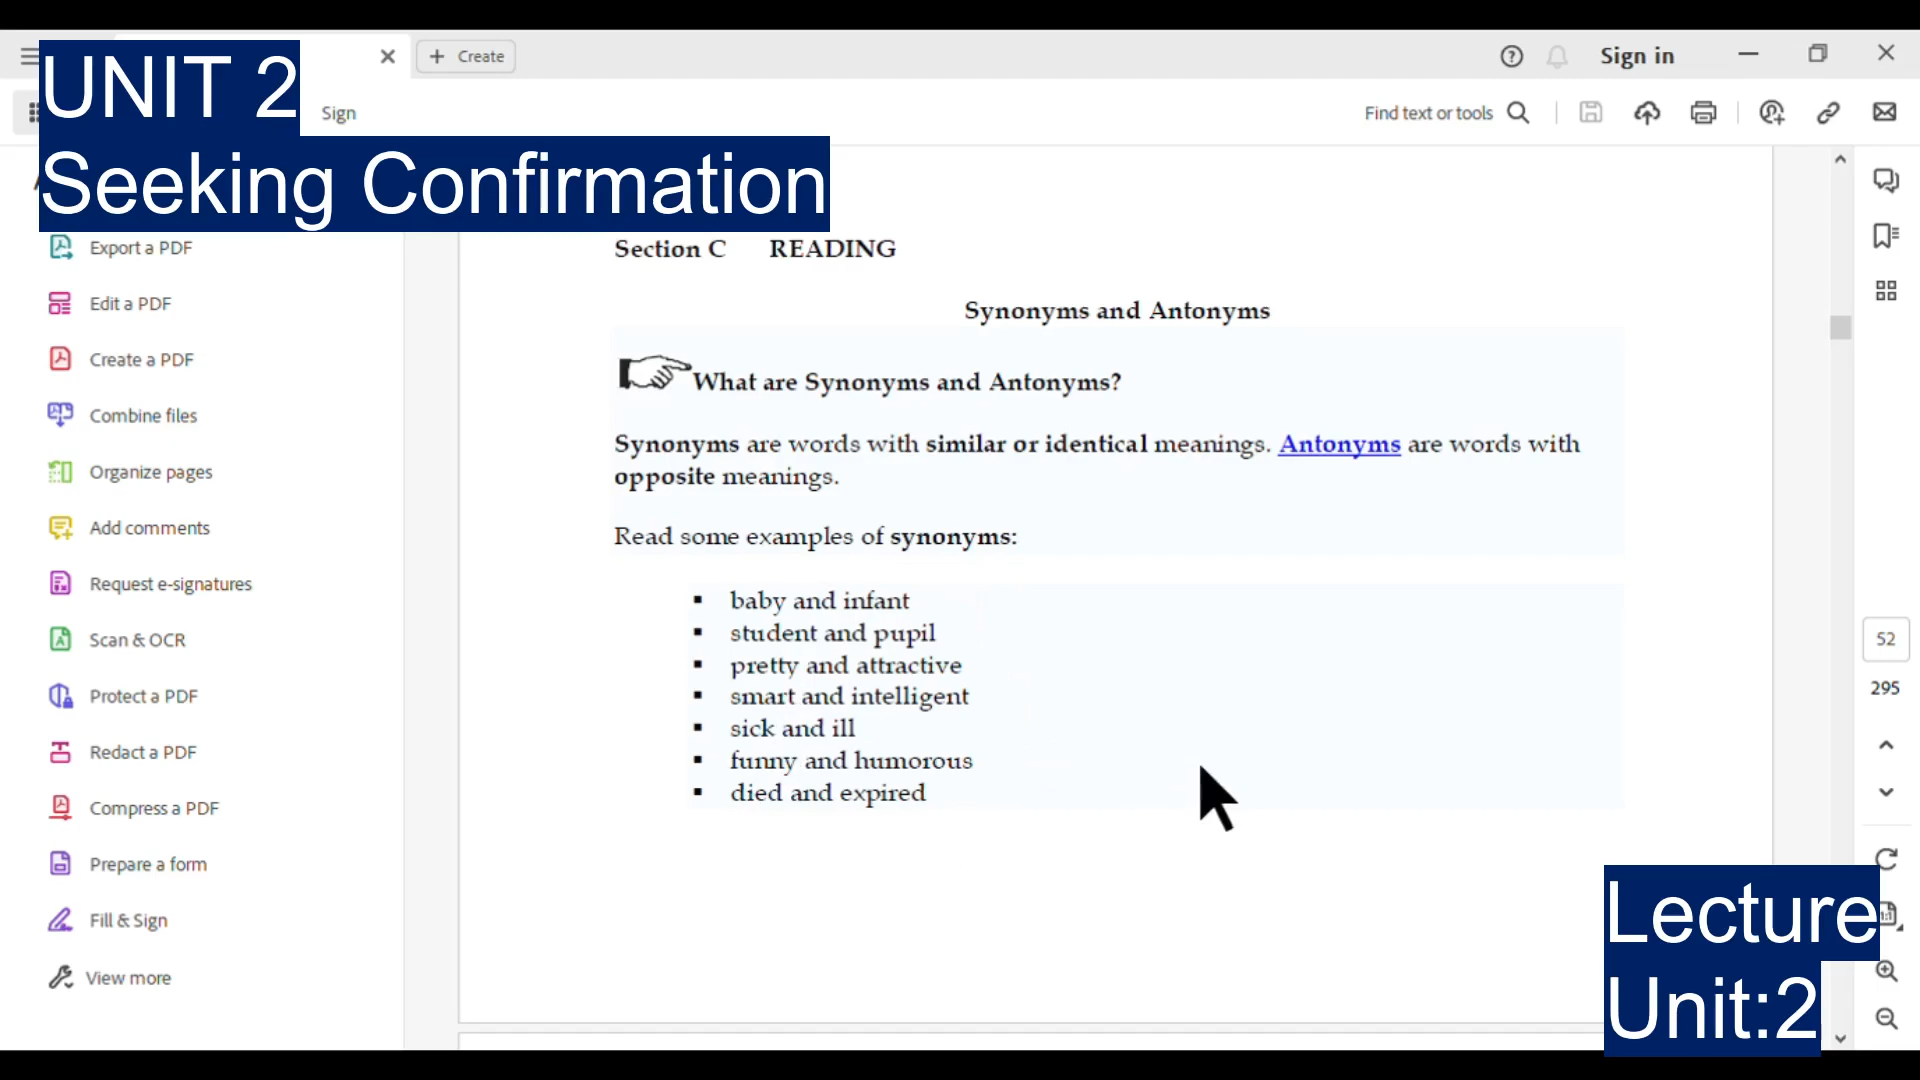 UNIT 2
Seeking Confirmation
Create
Sign in
Sign
Find text or tools
Export a PDF
Edit a PDF
Create a PDF
Combine files
Organize pages
Add comments
Request e-signatures
Scan & OCR
Protect a PDF
Redact a PDF
Compress a PDF
Prepare a form
Fill & Sign
View more
Section C READING
Synonyms and Antonyms
What are Synonyms and Antonyms?
Synonyms are words with similar or identical meanings. Antonyms are words with
opposite meanings.
Read some examples of synonyms:
▪ baby and infant
▪ student and pupil
▪ pretty and attractive
▪ smart and intelligent
▪ sick and ill
▪ funny and humorous
▪ died and expired
52
295
Lecture
Unit:2